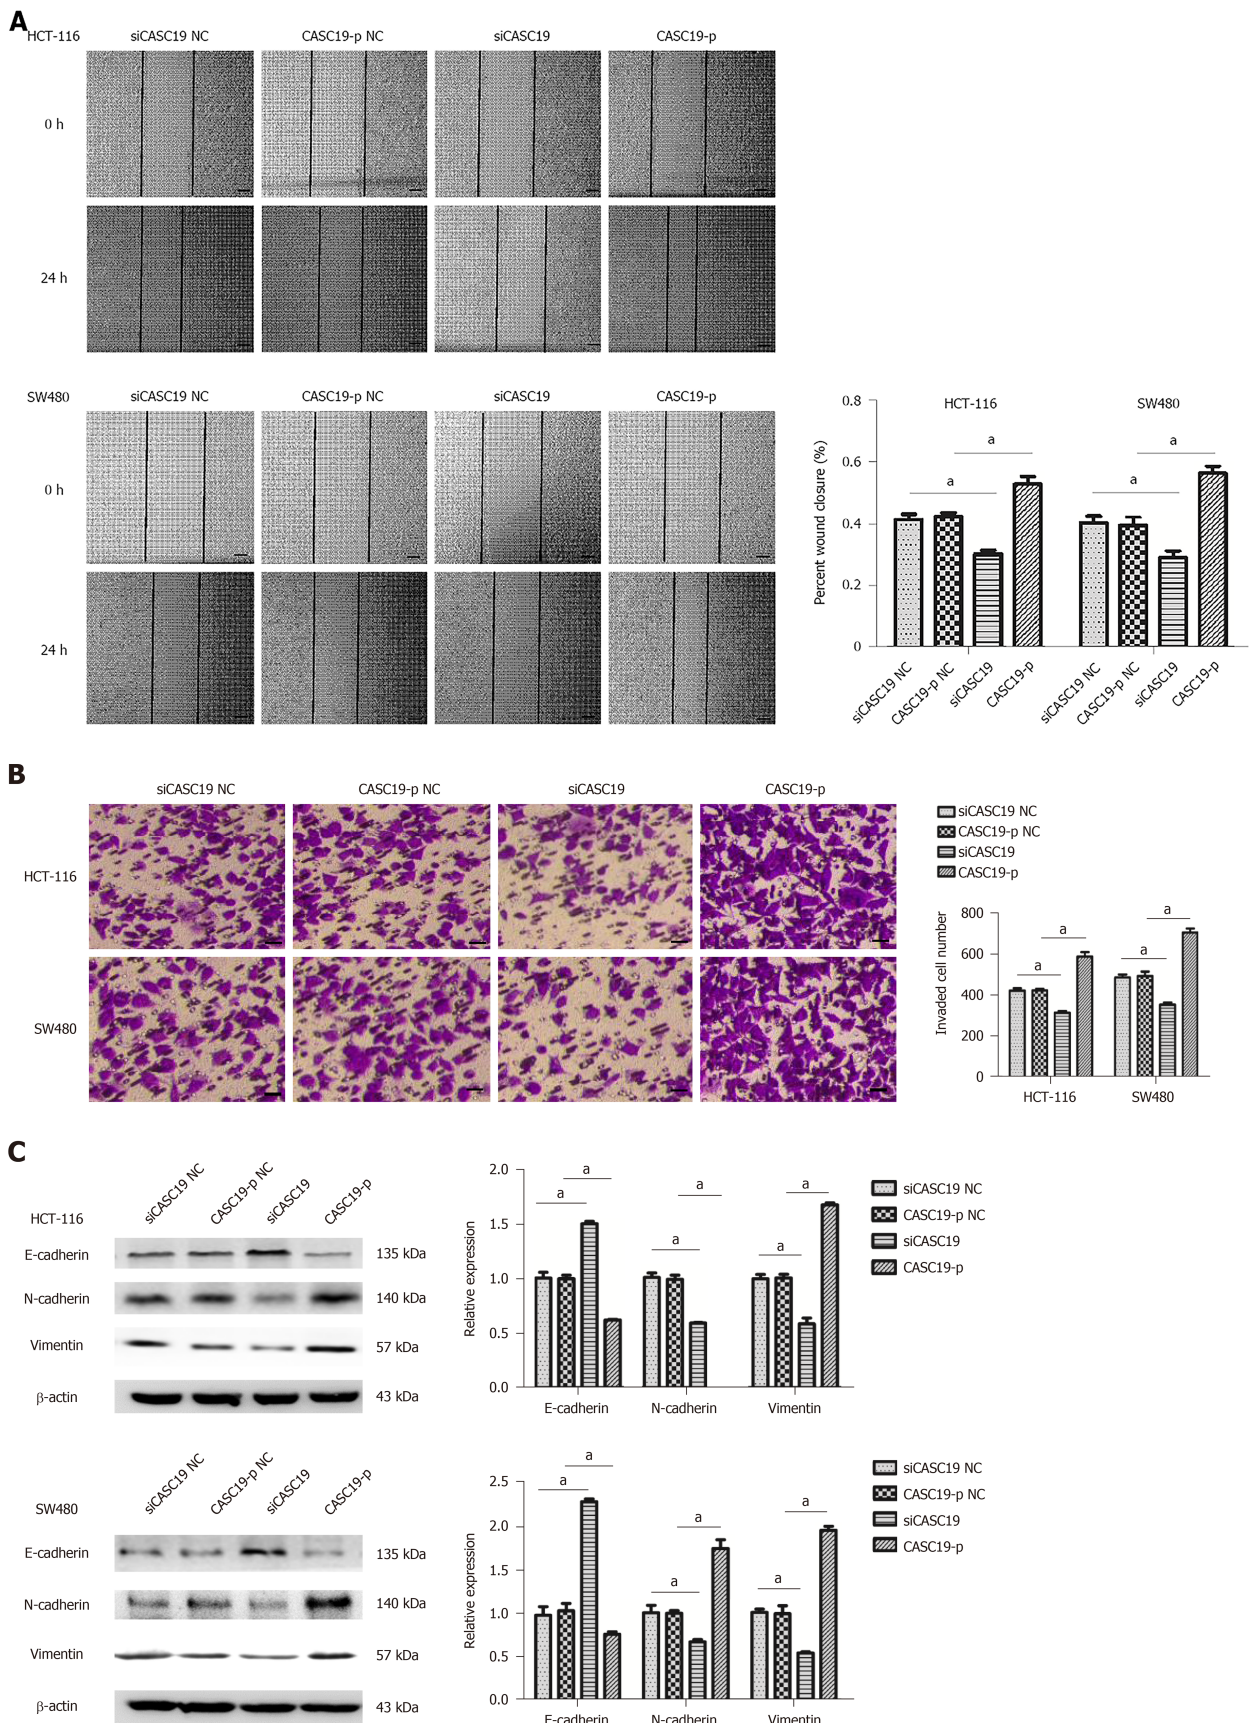 A
HCT-116
siCASC19 NC
CASC19-p NC
siCASC19
CASC19-p
0 h
24 h
SW480
siCASC19 NC
CASC19-p NC
siCASC19
CASC19-p
0 h
24 h
Percent wound closure (%)
0.8
0.6
0.4
0.2
0
HCT-116
SW480
a
a
a
a
siCASC19 NC
CASC19-p NC
siCASC19
CASC19-p
siCASC19 NC
CASC19-p NC
siCASC19
CASC19-p
B
siCASC19 NC
CASC19-p NC
siCASC19
CASC19-p
HCT-116
SW480
siCASC19 NC
CASC19-p NC
siCASC19
CASC19-p
Invaded cell number
800
600
400
200
0
a
a
a
a
HCT-116
SW480
C
HCT-116
siCASC19 NC
CASC19-p NC
siCASC19
CASC19-p
E-cadherin
135 kDa
N-cadherin
140 kDa
Vimentin
57 kDa
β-actin
43 kDa
Relative expression
2.0
1.5
1.0
0.5
0.0
a
a
a
a
a
a
E-cadherin
N-cadherin
Vimentin
siCASC19 NC
CASC19-p NC
siCASC19
CASC19-p
SW480
siCASC19 NC
CASC19-p NC
siCASC19
CASC19-p
E-cadherin
135 kDa
N-cadherin
140 kDa
Vimentin
57 kDa
β-actin
43 kDa
Relative expression
2.5
2.0
1.5
1.0
0.5
0.0
a
a
a
a
a
a
E-cadherin
N-cadherin
Vimentin
siCASC19 NC
CASC19-p NC
siCASC19
CASC19-p